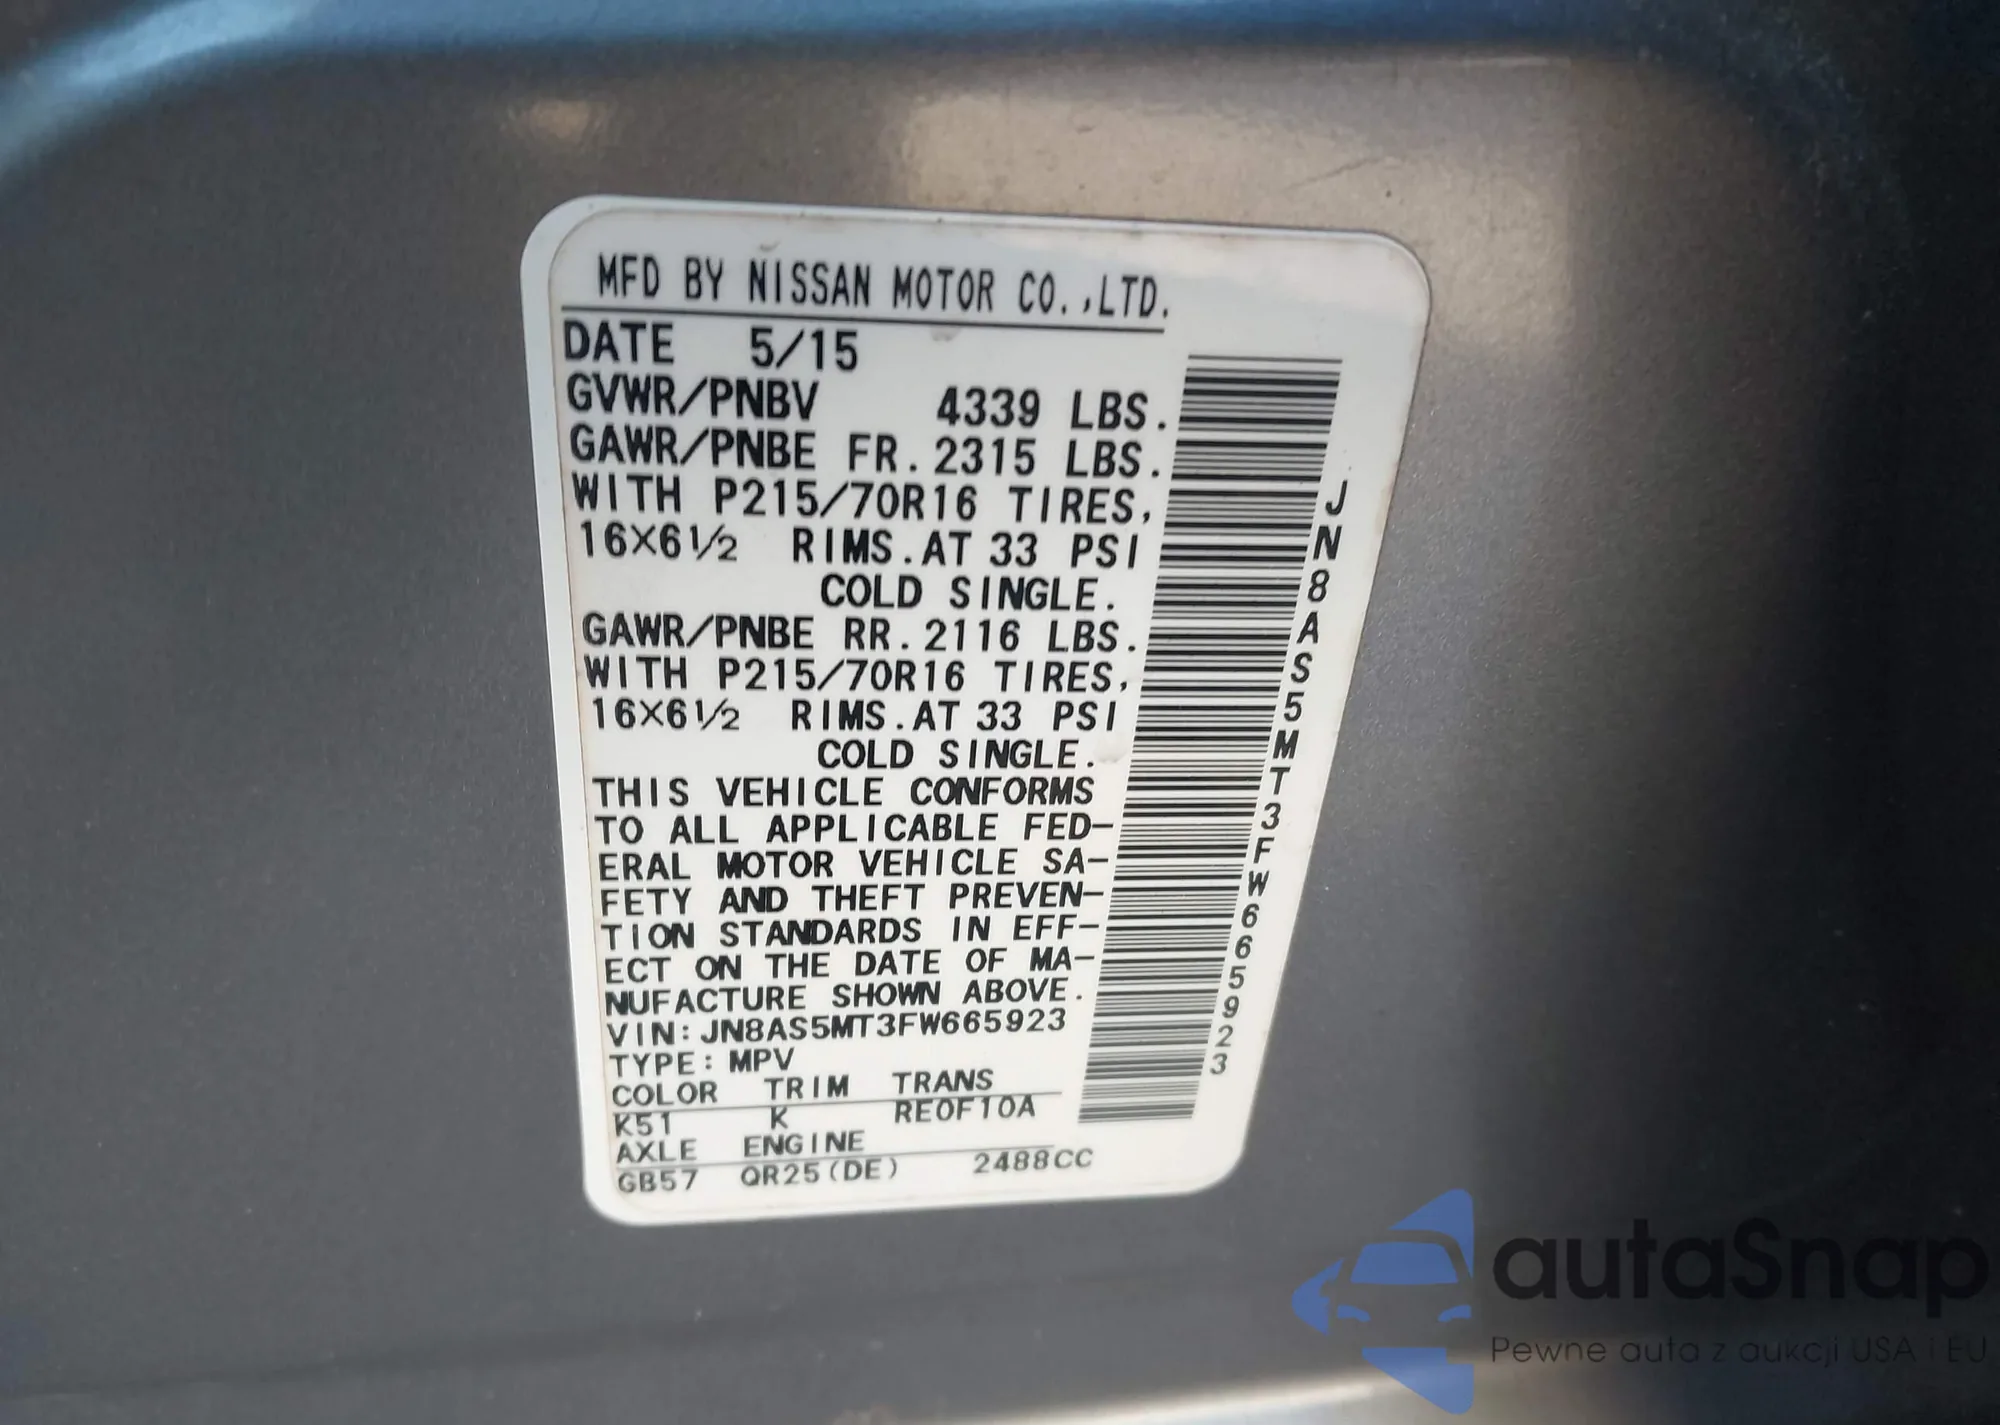 MFD BY NISSAN MOTOR CO.,LTD.
DATE 5/15
GVWR/PNBV 4339 LBS.
GAWR/PNBE FR. 2315 LBS.
WITH P215/70R16 TIRES,
16×6½ RIMS. AT 33 PSI
COLD SINGLE.
GAWR/PNBE RR. 2116 LBS.
WITH P215/70R16 TIRES,
16×6½ RIMS. AT 33 PSI
COLD SINGLE.
THIS VEHICLE CONFORMS
TO ALL APPLICABLE FED-
ERAL MOTOR VEHICLE SA-
FETY AND THEFT PREVEN-
TION STANDARDS IN EFF-
ECT ON THE DATE OF MA-
NUFACTURE SHOWN ABOVE.
VIN: JN8AS5MT3FW665923
TYPE: MPV
COLOR TRIM TRANS
K51 K RE0F10A
AXLE ENGINE
GB57 QR25(DE) 2488CC
JN8AS5MT3FW665923
autaSnap
Pewne auta z aukcji USA i EU